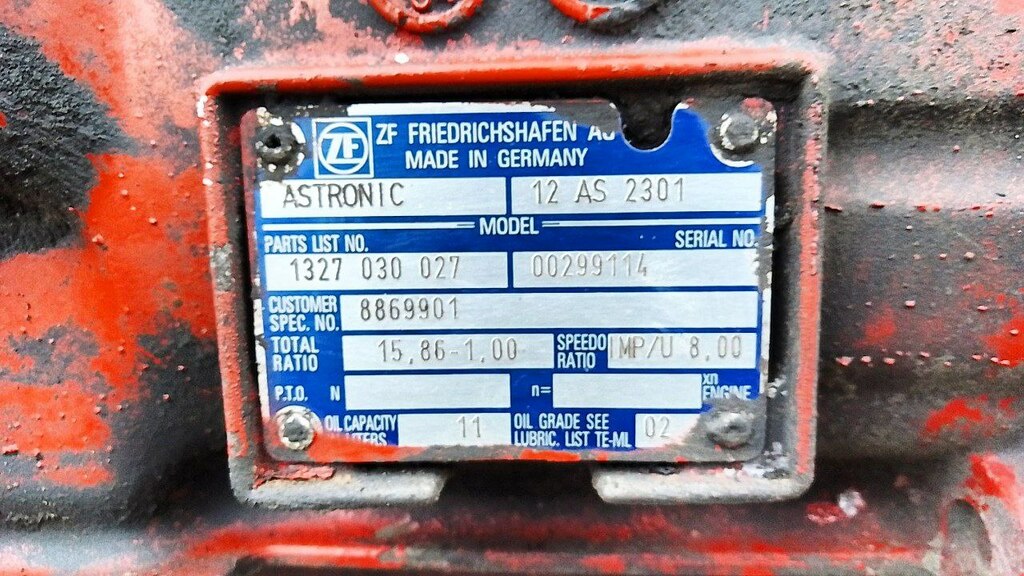 ZF ZF FRIEDRICHSHAFEN AG
MADE IN GERMANY
ASTRONIC 12 AS 2301
MODEL
PARTS LIST NO. SERIAL NO.
1327 030 027 00299114
CUSTOMER SPEC. NO. 8869901
TOTAL RATIO 15,86-1,00 SPEEDO RATIO IMP/U 8,00
P.T.O. N n= xn ENGINE
OIL CAPACITY 11 OIL GRADE SEE
LUBRIC. LIST TE-ML 02